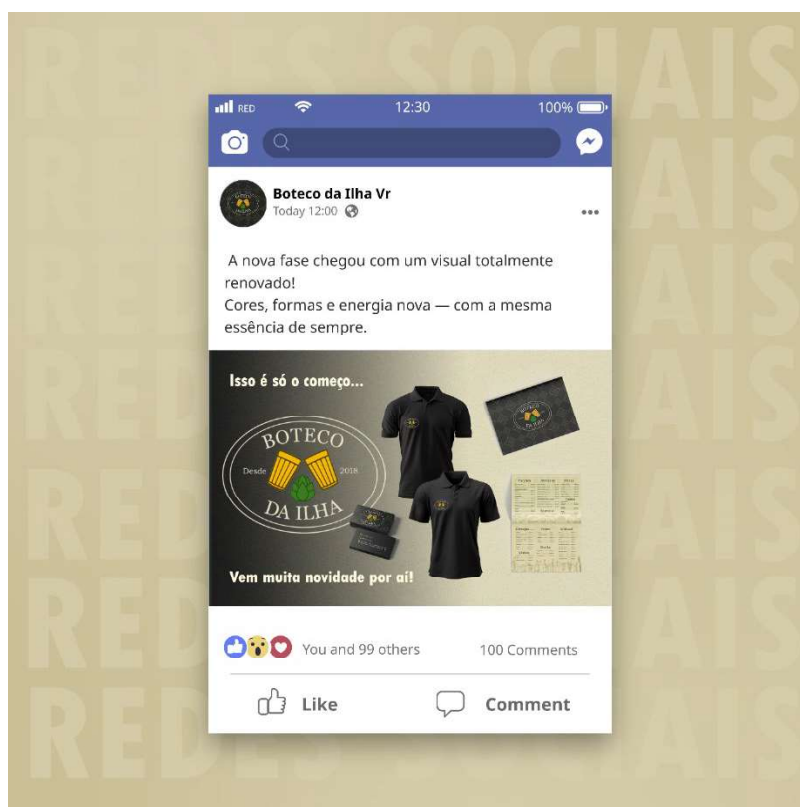 REDES SOCIAIS
RED
12:30
100%
Boteco da Ilha Vr
Today 12:00
A nova fase chegou com um visual totalmente
renovado!
Cores, formas e energia nova — com a mesma
essência de sempre.
Isso é só o começo...
BOTECO
Desde 2018
DA ILHA
Vem muita novidade por aí!
You and 99 others 100 Comments
Like Comment
REDES SOCIAIS